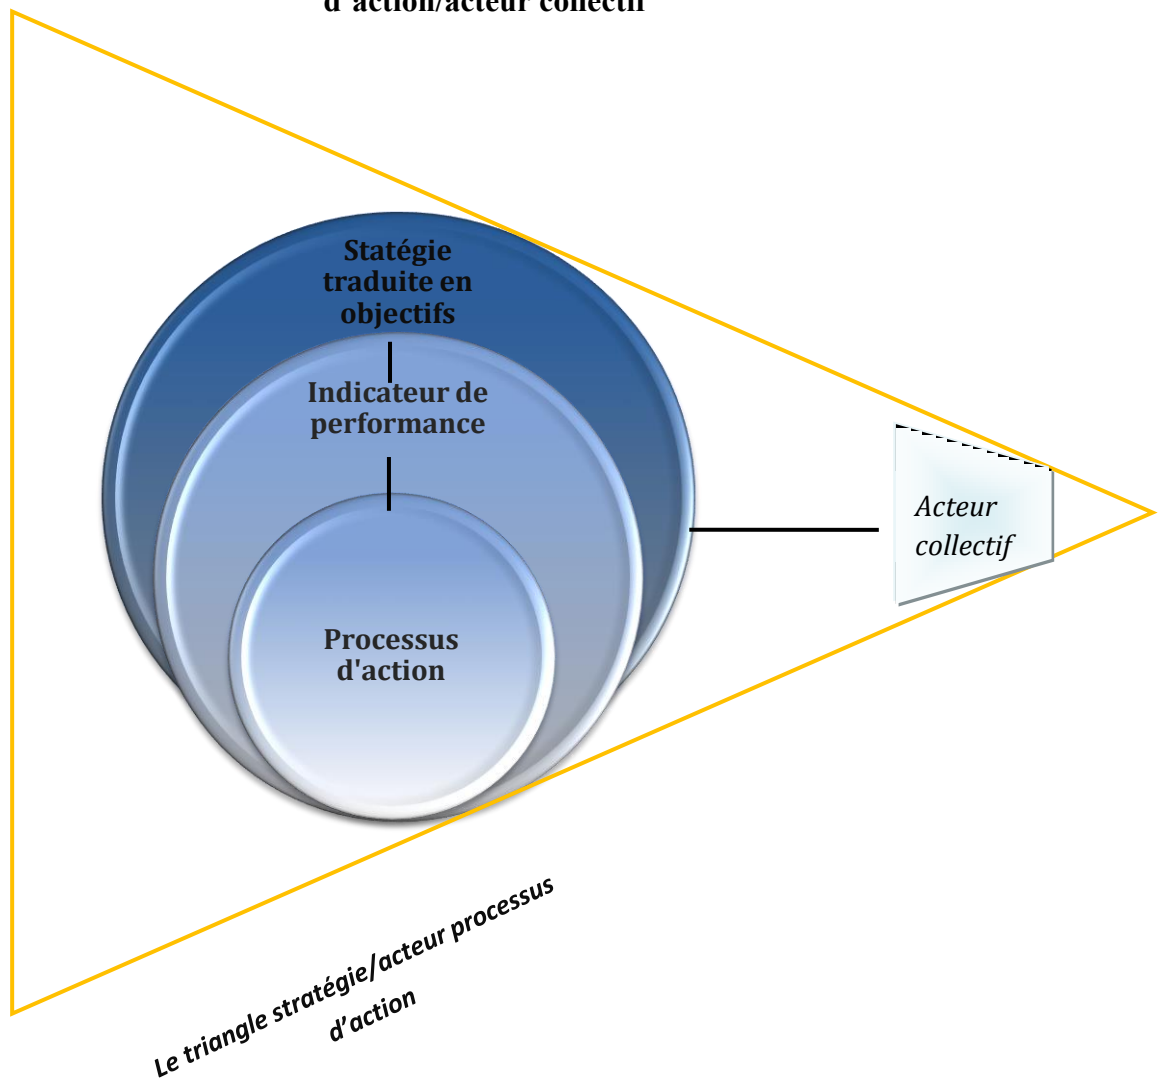 d'action/acteur collectif
Statégie
traduite en
objectifs
Indicateur de
performance
Processus
d'action
Acteur
collectif
Le triangle stratégie/acteur processus
d’action